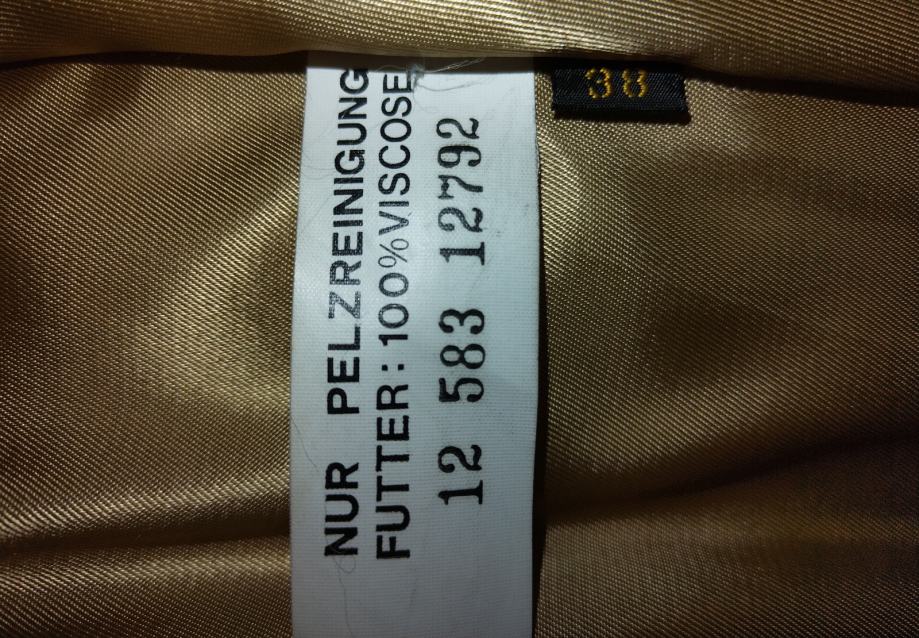 NUR PELZREINIGUNG
FUTTER: 100% VISCOSE
12 583 12792
38